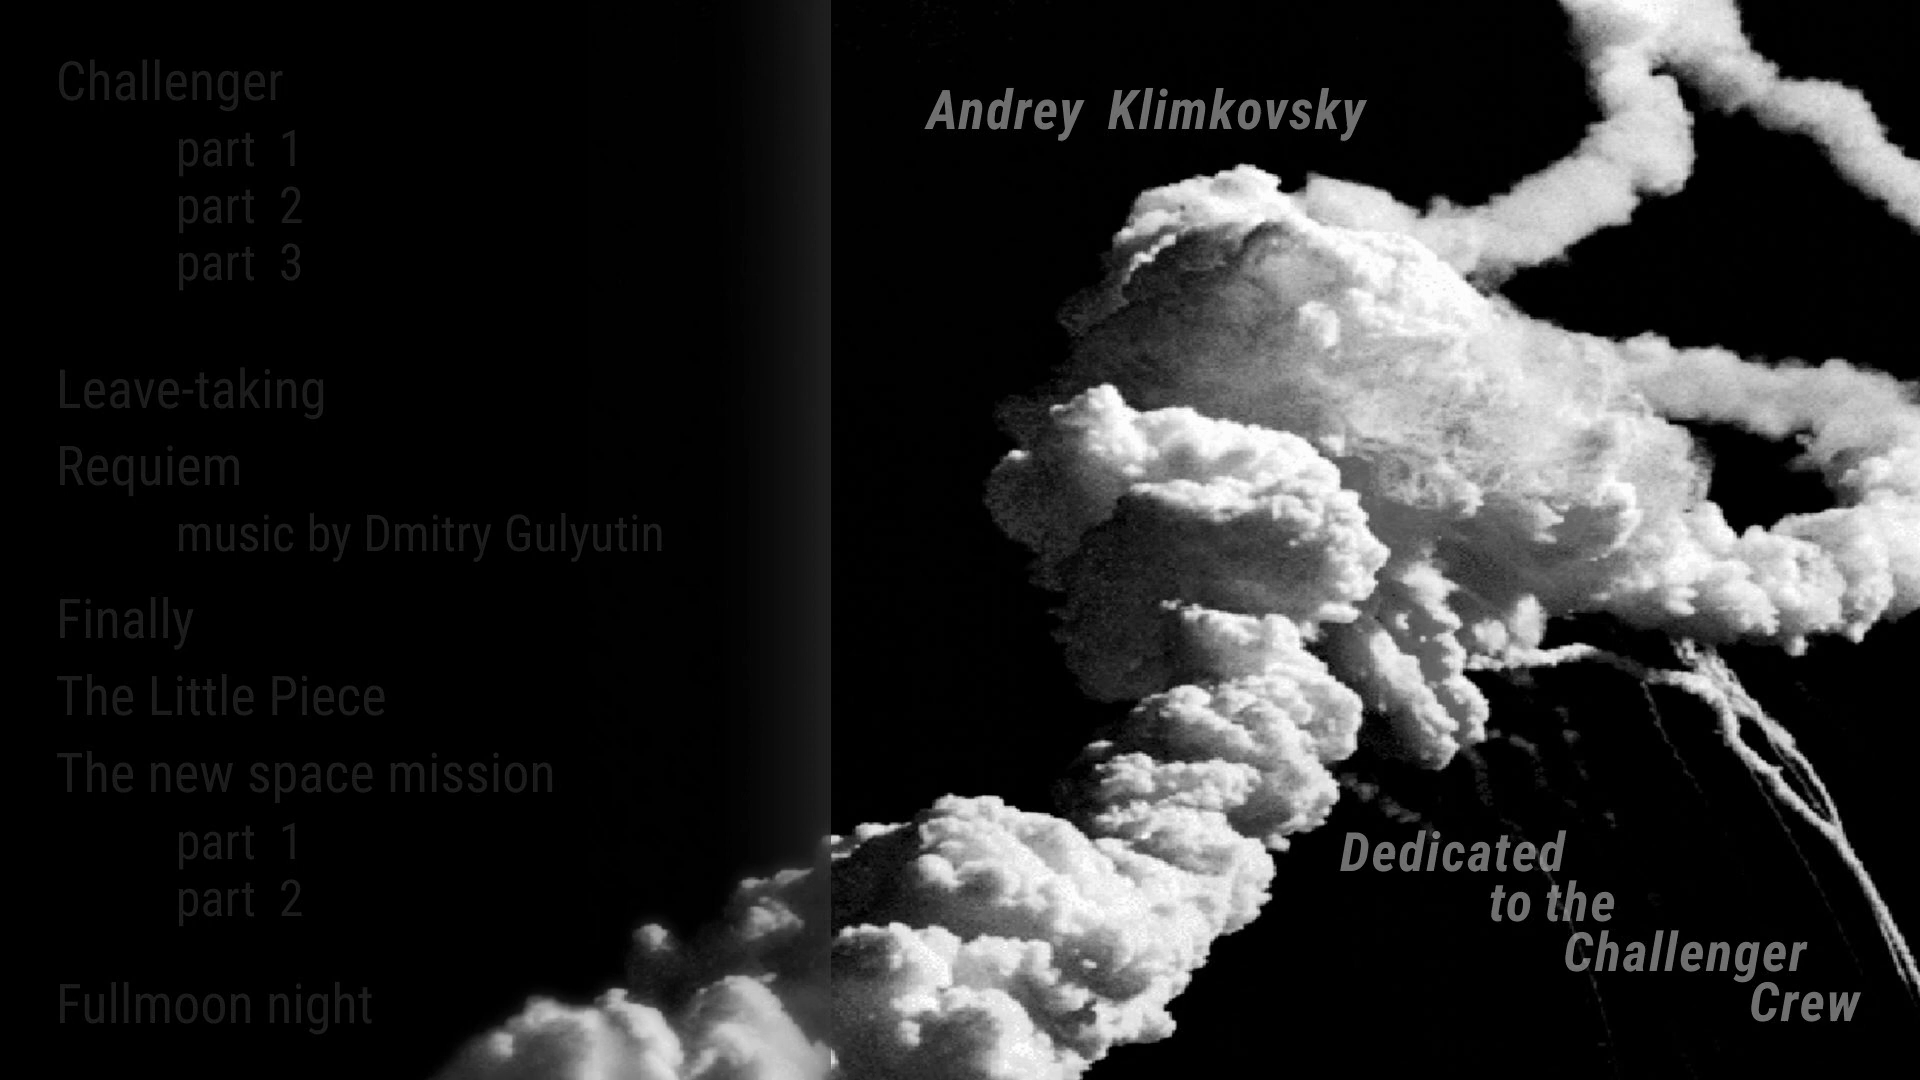 Challenger
part 1
part 2
part 3
Leave-taking
Requiem
music by Dmitry Gulyutin
Finally
The Little Piece
The new space mission
part 1
part 2
Fullmoon night
Andrey Klimkovsky
Dedicated
to the
Challenger
Crew